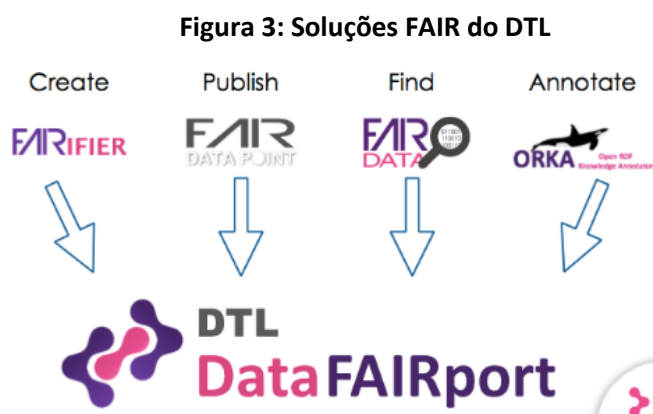 Figura 3: Soluções FAIR do DTL
Create Publish Find Annotate
FAIRIFIER
FAIR
DATA POINT
FAIR
DATA
ORKA Open RDF
Knowledge Annotator
DTL
DataFAIRport